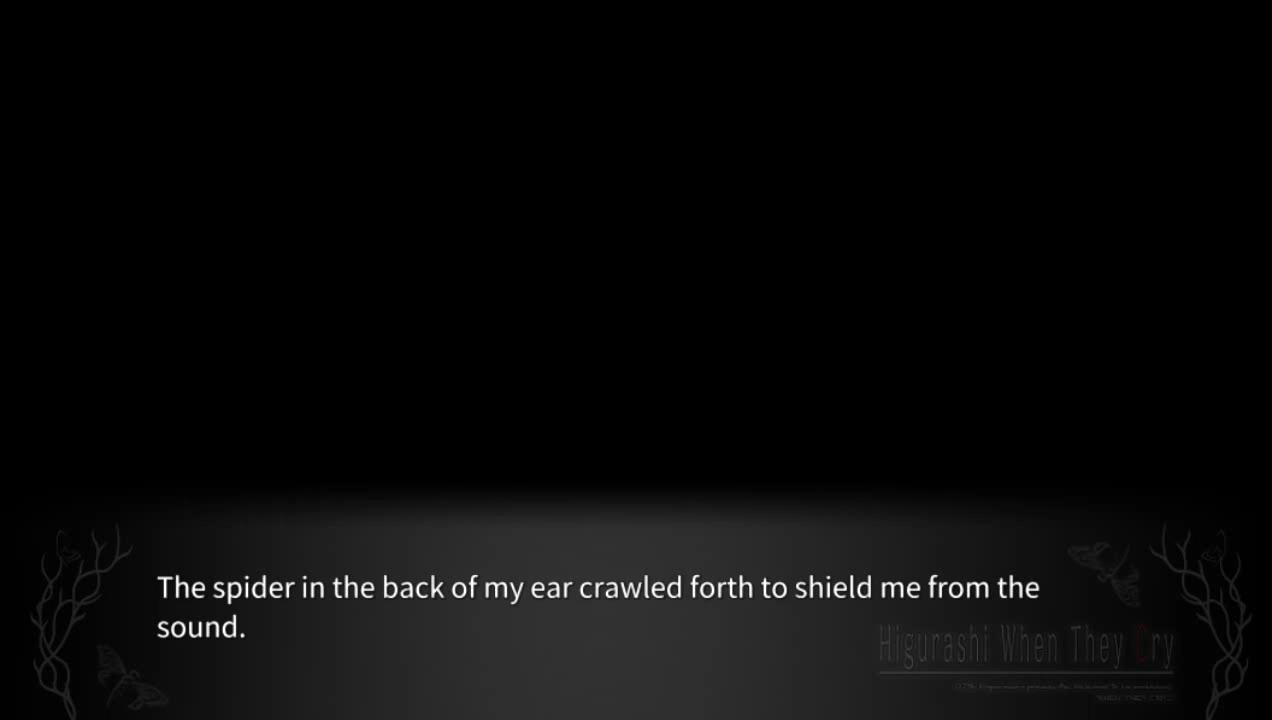 The spider in the back of my ear crawled forth to shield me from the
sound.
Higurashi When They Cry